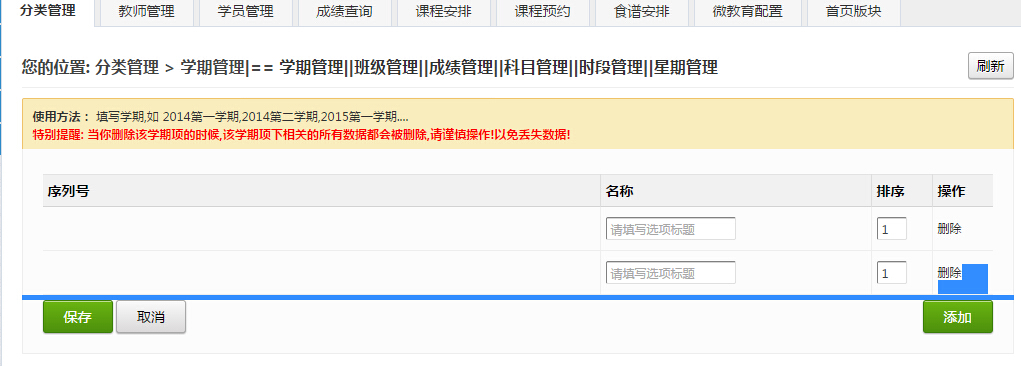 分类管理 教师管理 学员管理 成绩查询 课程安排 课程预约 食谱安排 微教育配置 首页版块
您的位置: 分类管理 > 学期管理|== 学期管理||班级管理||成绩管理||科目管理||时段管理||星期管理 刷新
使用方法： 填写学期,如 2014第一学期,2014第二学期,2015第一学期....
特别提醒: 当你删除该学期项的时候,该学期项下相关的所有数据都会被删除,请谨慎操作!以免丢失数据!
序列号 名称 排序 操作
请填写选项标题 1 删除
请填写选项标题 1 删除
保存 取消 添加